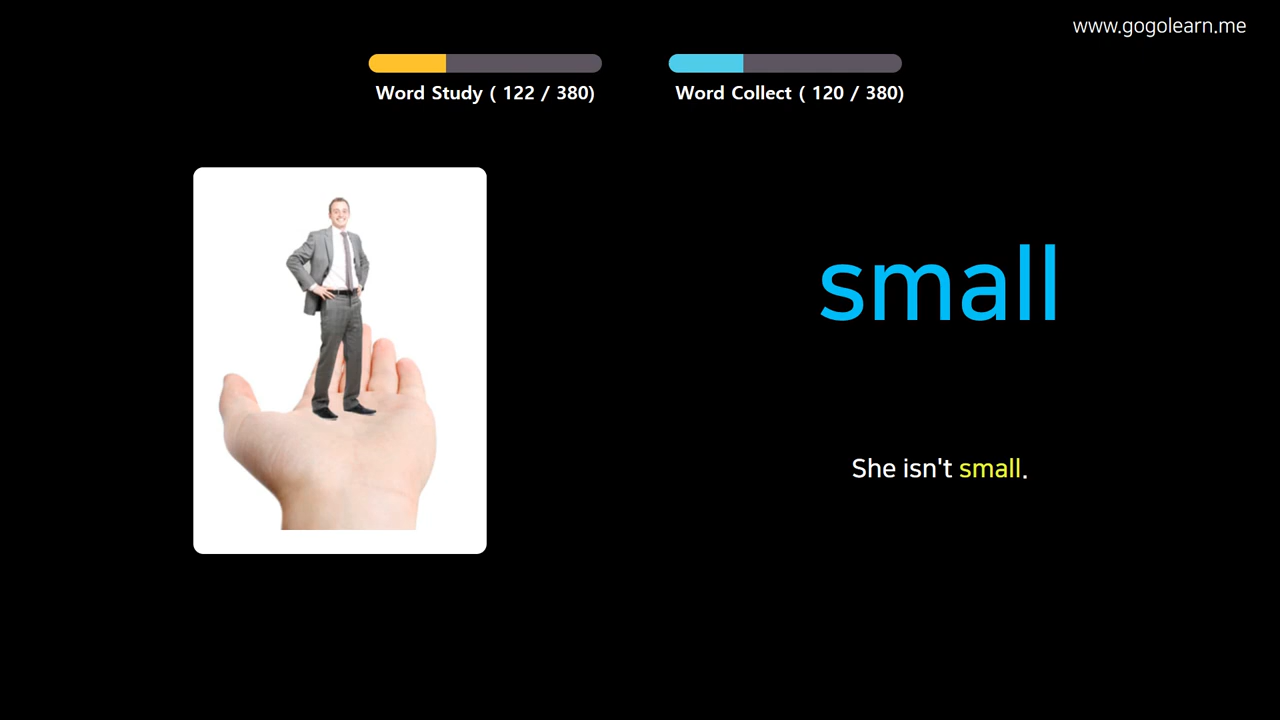 www.gogolearn.me
Word Study ( 122 / 380)
Word Collect ( 120 / 380)
small
She isn't small.